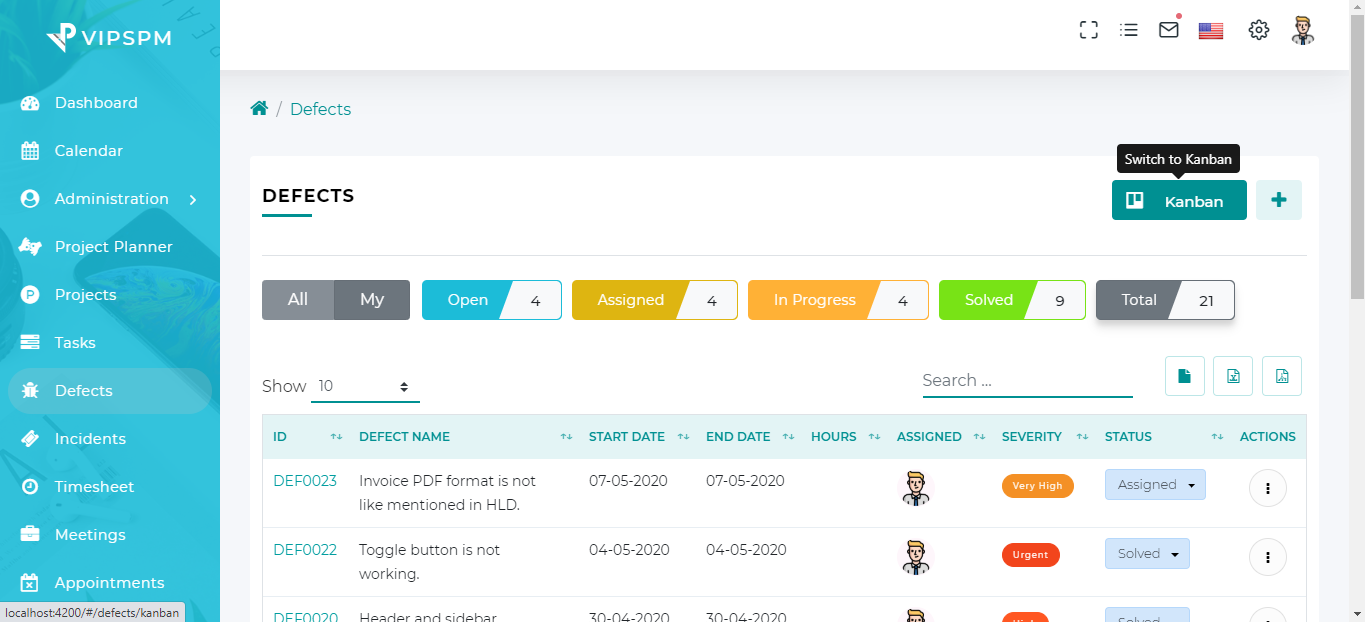 VIPSPM
Dashboard
Calendar
Administration
Project Planner
Projects
Tasks
Defects
Incidents
Timesheet
Meetings
Appointments
localhost:4200/#/defects/kanban
/ Defects
Switch to Kanban
DEFECTS
Kanban
All My Open 4 Assigned 4 In Progress 4 Solved 9 Total 21
Show 10
Search ...
ID DEFECT NAME START DATE END DATE HOURS ASSIGNED SEVERITY STATUS ACTIONS
DEF0023 Invoice PDF format is not 07-05-2020 07-05-2020 Very High Assigned
like mentioned in HLD.
DEF0022 Toggle button is not 04-05-2020 04-05-2020 Urgent Solved
working.
DEF0020 Header and sidebar 30-04-2020 30-04-2020 High Solved